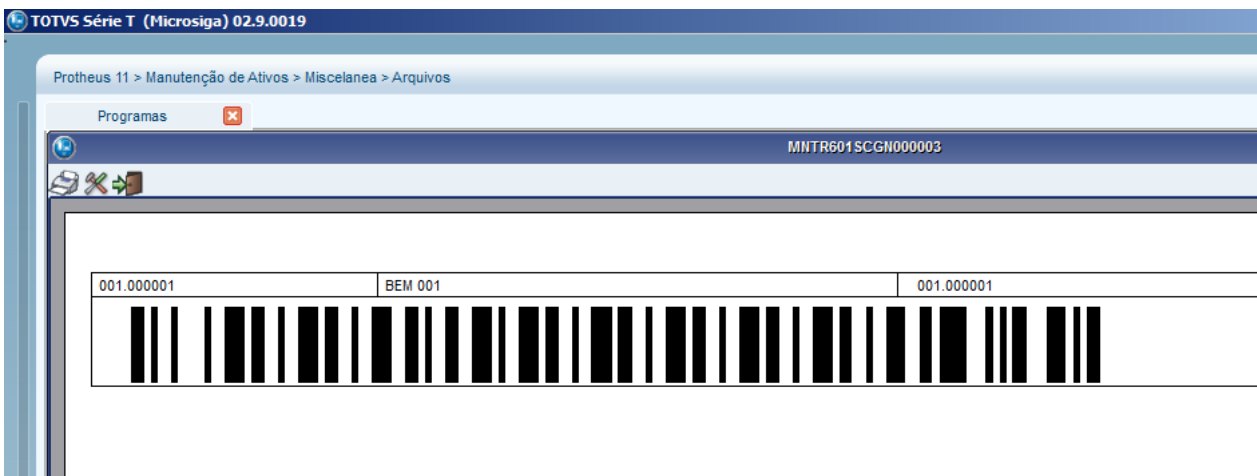 TOTVS Série T (Microsiga) 02.9.0019
Protheus 11 > Manutenção de Ativos > Miscelanea > Arquivos
Programas
MNTR601SCGN000003
001.000001 BEM 001 001.000001